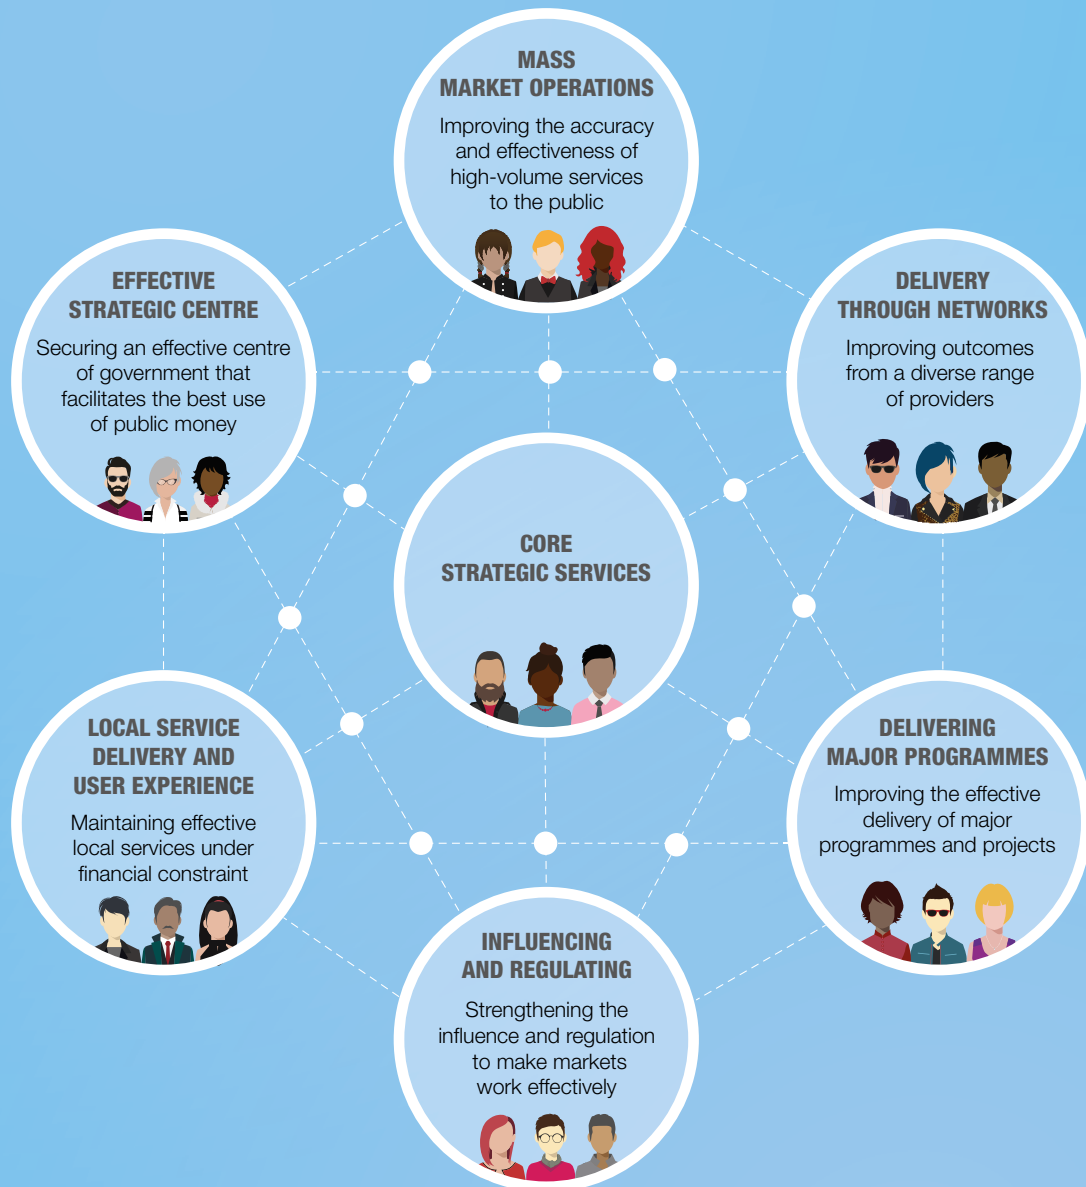 MASS
MARKET OPERATIONS
Improving the accuracy
and effectiveness of
high-volume services
to the public
EFFECTIVE
STRATEGIC CENTRE
Securing an effective centre
of government that
facilitates the best use
of public money
DELIVERY
THROUGH NETWORKS
Improving outcomes
from a diverse range
of providers
CORE
STRATEGIC SERVICES
LOCAL SERVICE
DELIVERY AND
USER EXPERIENCE
Maintaining effective
local services under
financial constraint
DELIVERING
MAJOR PROGRAMMES
Improving the effective
delivery of major
programmes and projects
INFLUENCING
AND REGULATING
Strengthening the
influence and regulation
to make markets
work effectively